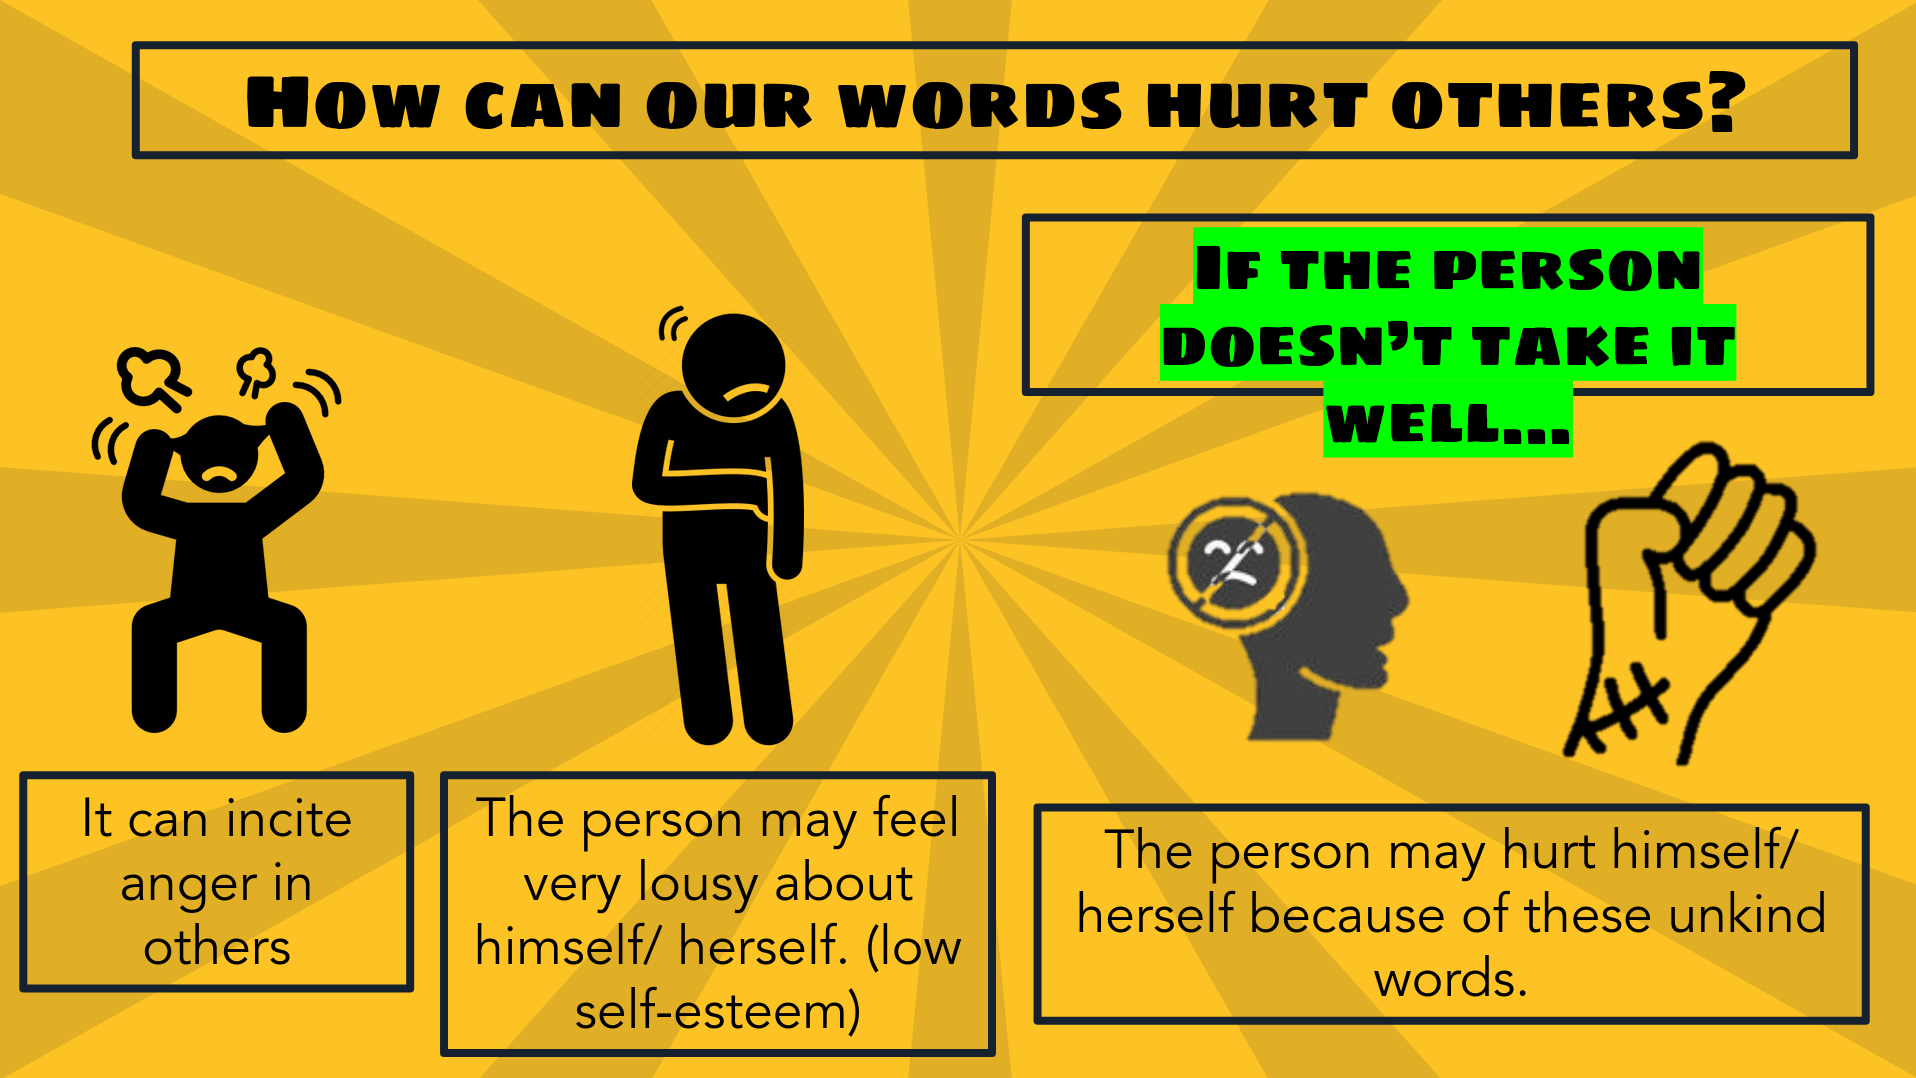 How can our words hurt others?
If the person
doesn’t take it
well...
It can incite
anger in
others
The person may feel
very lousy about
himself/ herself. (low
self-esteem)
The person may hurt himself/
herself because of these unkind
words.